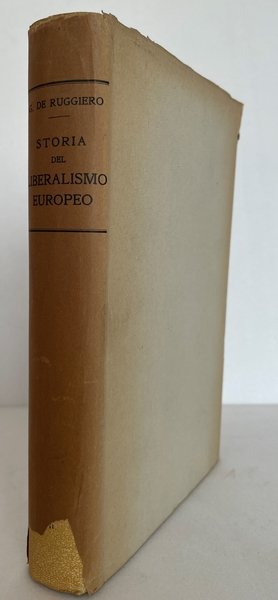 G. DE RUGGIERO
STORIA
DEL
LIBERALISMO
EUROPEO